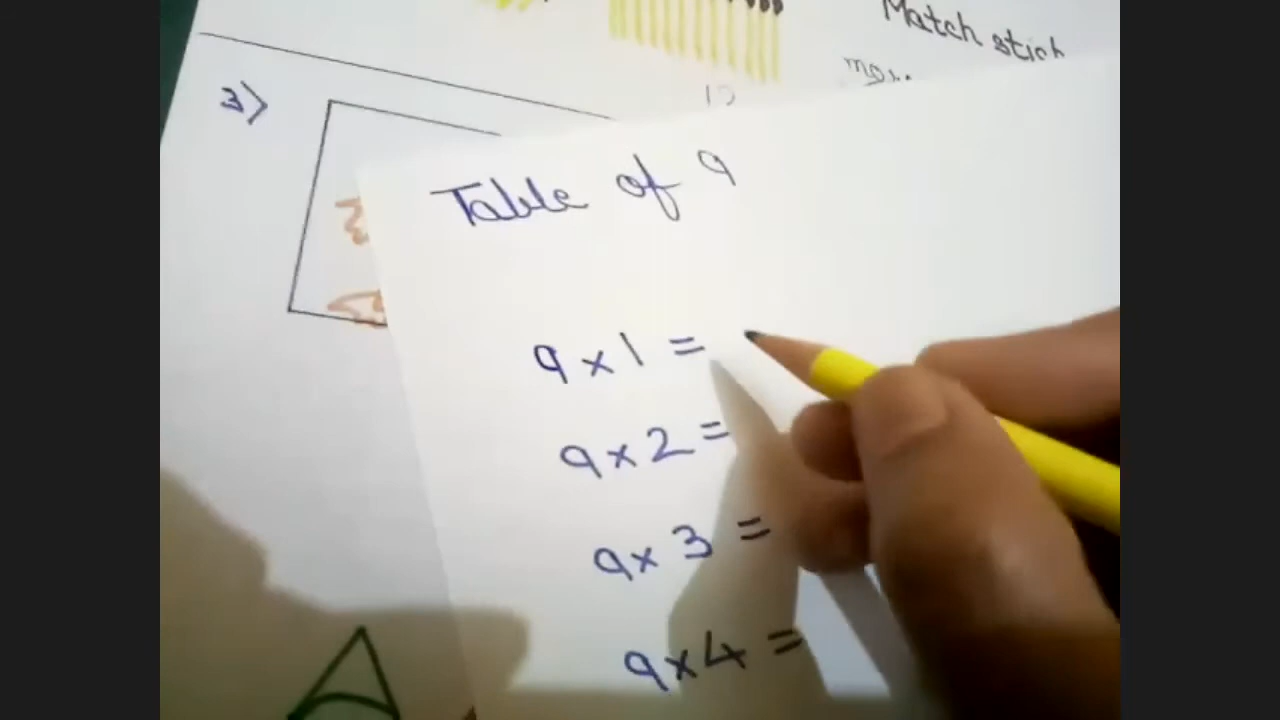 Match stick
3)
Table of 9
9 x 1 =
9 x 2 =
9 x 3 =
9 x 4 =